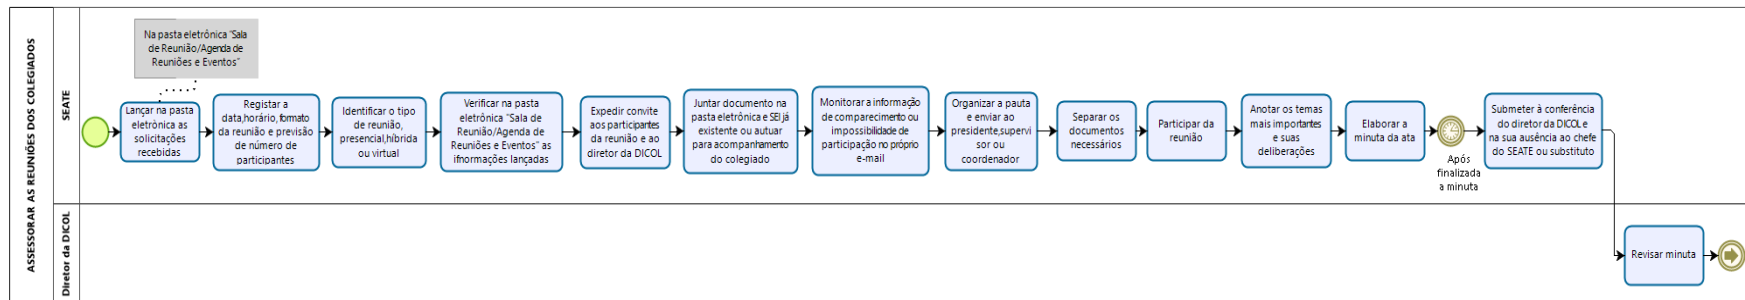 ASSESSORAR AS REUNIÕES DOS COLEGIADOS
SEATE
Na pasta eletrônica "Sala
de Reunião/Agenda de
Reuniões e Eventos"
Lançar na pasta
eletrônica as
solicitações
recebidas
Registar a
data,horário, formato
da reunião e previsão
de número de
participantes
Identificar o tipo
de reunião,
presencial,híbrida
ou virtual
Verificar na pasta
eletrônica "Sala de
Reunião/Agenda de
Reuniões e Eventos" as
ifnormações lançadas
Expedir convite
aos participantes
da reunião e ao
diretor da DICOL
Juntar documento na
pasta eletrônica e SEI já
existente ou autuar
para acompanhamento
do colegiado
Monitorar a informação
de comparecimento ou
impossibilidade de
participação no próprio
e-mail
Organizar a pauta
e enviar ao
presidente,supervi
sor ou
coordenador
Separar os
documentos
necessários
Participar da
reunião
Anotar os temas
mais importantes
e suas
deliberações
Elaborar a
minuta da ata
Após
finalizada
a minuta
Submeter à conferência
do diretor da DICOL e
na sua ausência ao chefe
do SEATE ou substituto
Diretor da DICOL
Revisar minuta